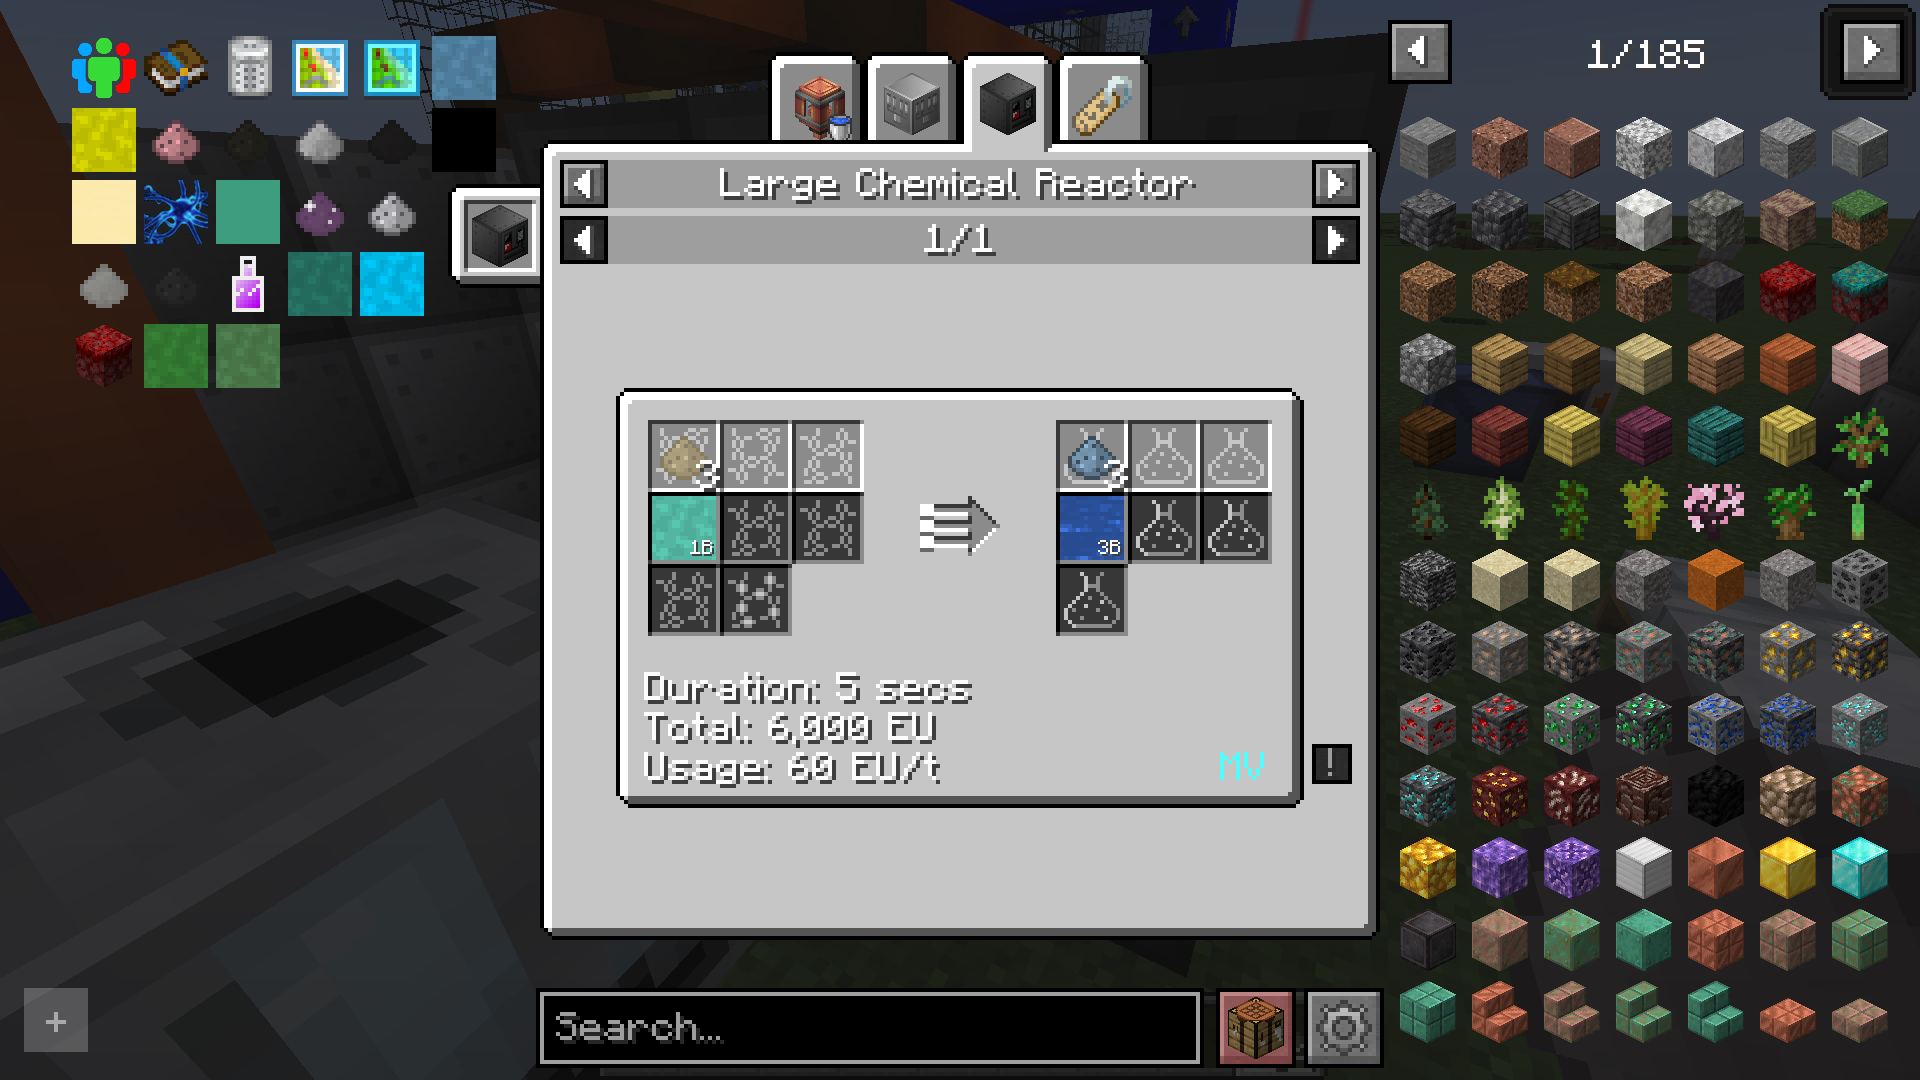 1/185
Large Chemical Reactor
1/1
3
3
1B
3B
Duration: 5 secs
Total: 6,000 EU
Usage: 60 EU/t
MV
!
+
Search...